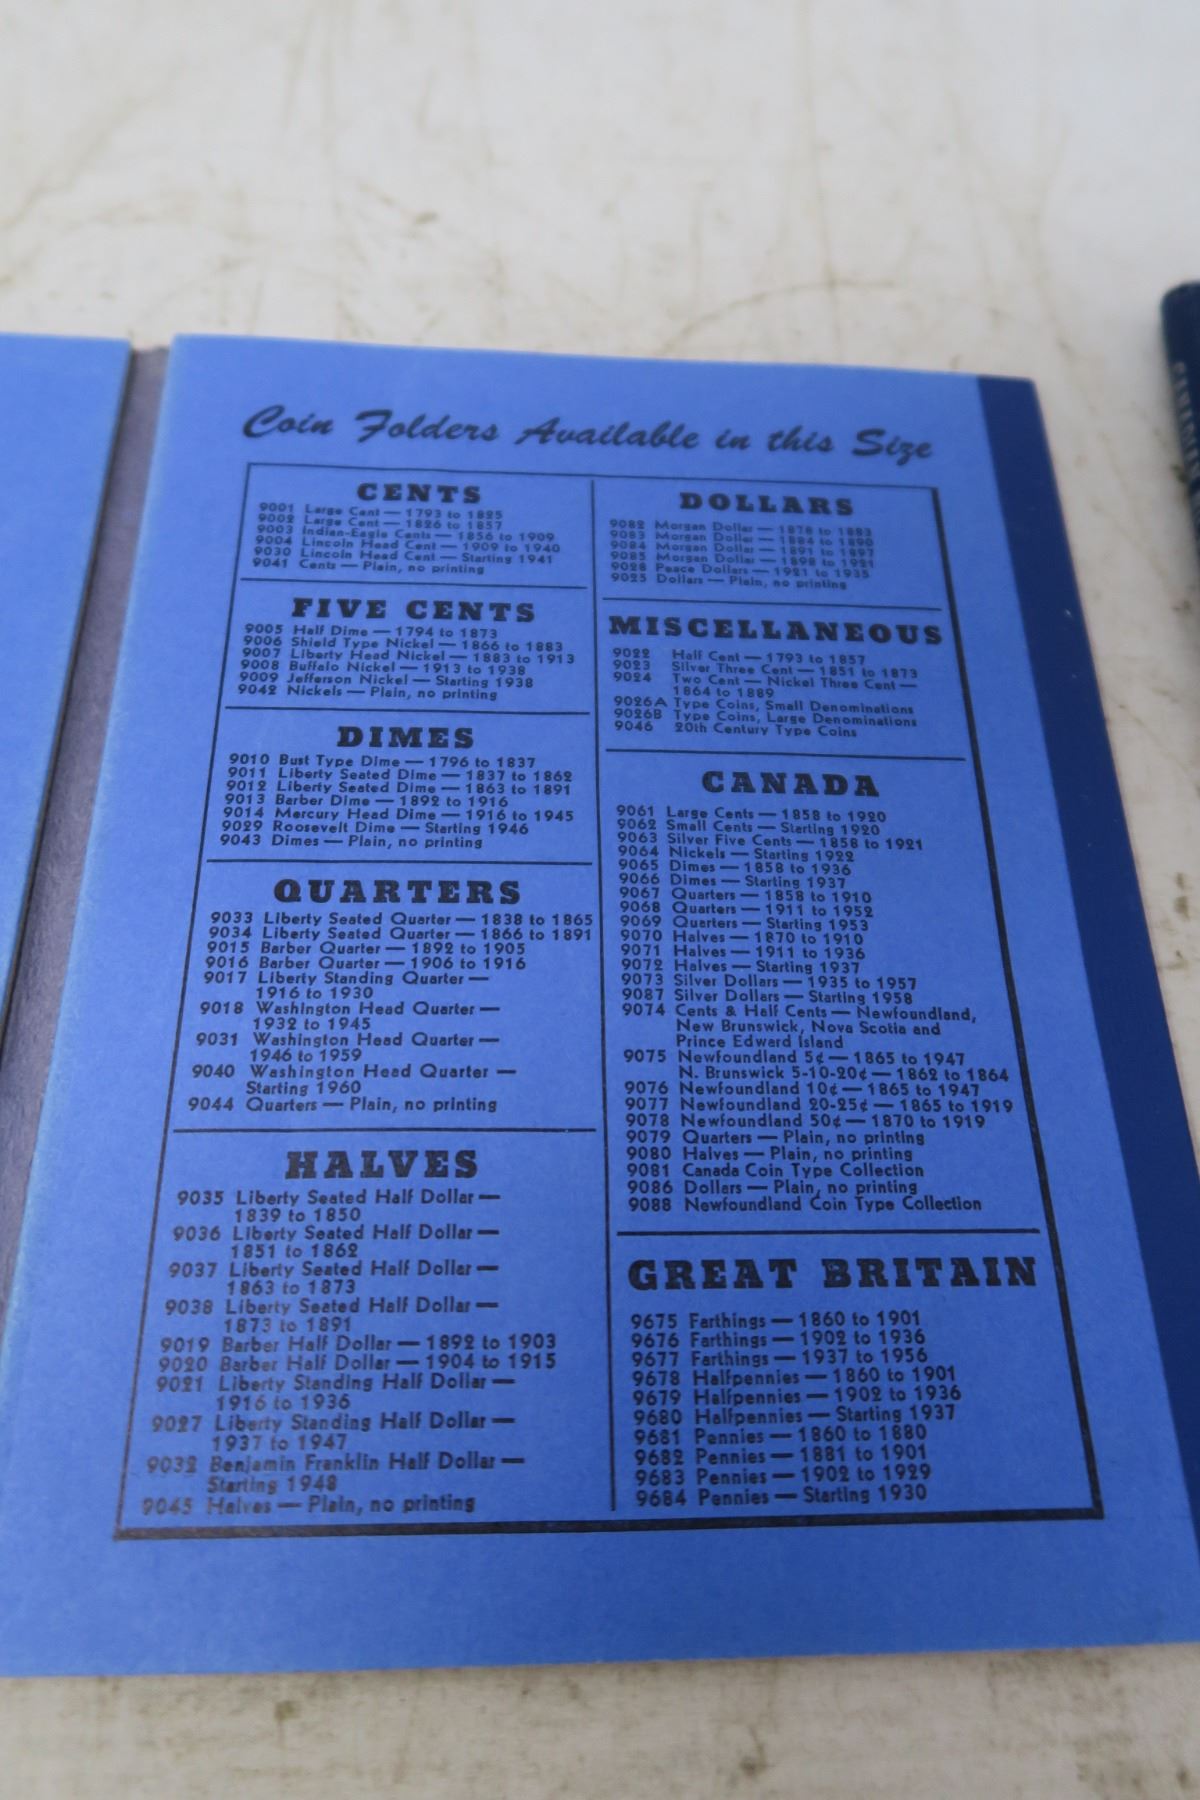 Coin Folders Available in this Size
CENTS
9001 Large Cent — 1793 to 1825
9002 Large Cent — 1826 to 1857
9003 Indian-Eagle Cents — 1856 to 1909
9004 Lincoln Head Cent — 1909 to 1940
9030 Lincoln Head Cent — Starting 1941
9041 Cents — Plain, no printing
FIVE CENTS
9005 Half Dime — 1794 to 1873
9006 Shield Type Nickel — 1866 to 1883
9007 Liberty Head Nickel — 1883 to 1913
9008 Buffalo Nickel — 1913 to 1938
9009 Jefferson Nickel — Starting 1938
9042 Nickels — Plain, no printing
DIMES
9010 Bust Type Dime — 1796 to 1837
9011 Liberty Seated Dime — 1837 to 1862
9012 Liberty Seated Dime — 1863 to 1891
9013 Barber Dime — 1892 to 1916
9014 Mercury Head Dime — 1916 to 1945
9029 Roosevelt Dime — Starting 1946
9043 Dimes — Plain, no printing
QUARTERS
9033 Liberty Seated Quarter — 1838 to 1865
9034 Liberty Seated Quarter — 1866 to 1891
9015 Barber Quarter — 1892 to 1905
9016 Barber Quarter — 1906 to 1916
9017 Liberty Standing Quarter —
1916 to 1930
9018 Washington Head Quarter —
1932 to 1945
9031 Washington Head Quarter —
1946 to 1959
9040 Washington Head Quarter —
Starting 1960
9044 Quarters — Plain, no printing
HALVES
9035 Liberty Seated Half Dollar —
1839 to 1850
9036 Liberty Seated Half Dollar —
1851 to 1862
9037 Liberty Seated Half Dollar —
1863 to 1873
9038 Liberty Seated Half Dollar —
1873 to 1891
9019 Barber Half Dollar — 1892 to 1903
9020 Barber Half Dollar — 1904 to 1915
9021 Liberty Standing Half Dollar —
1916 to 1936
9027 Liberty Standing Half Dollar —
1937 to 1947
9032 Benjamin Franklin Half Dollar —
Starting 1948
9045 Halves — Plain, no printing
DOLLARS
9082 Morgan Dollar — 1878 to 1883
9083 Morgan Dollar — 1884 to 1890
9084 Morgan Dollar — 1891 to 1897
9085 Morgan Dollar — 1898 to 1921
9028 Peace Dollars — 1921 to 1935
9025 Dollars — Plain, no printing
MISCELLANEOUS
9022 Half Cent — 1793 to 1857
9023 Silver Three Cent — 1851 to 1873
9024 Two Cent — Nickel Three Cent —
1864 to 1889
9026A Type Coins, Small Denominations
9026B Type Coins, Large Denominations
9046 20th Century Type Coins
CANADA
9061 Large Cents — 1858 to 1920
9062 Small Cents — Starting 1920
9063 Silver Five Cents — 1858 to 1921
9064 Nickels — Starting 1922
9065 Dimes — 1858 to 1936
9066 Dimes — Starting 1937
9067 Quarters — 1858 to 1910
9068 Quarters — 1911 to 1952
9069 Quarters — Starting 1953
9070 Halves — 1870 to 1910
9071 Halves — 1911 to 1936
9072 Halves — Starting 1937
9073 Silver Dollars — 1935 to 1957
9087 Silver Dollars — Starting 1958
9074 Cents & Half Cents — Newfoundland,
New Brunswick, Nova Scotia and
Prince Edward Island
9075 Newfoundland 5¢ — 1865 to 1947
N. Brunswick 5-10-20¢ — 1862 to 1864
9076 Newfoundland 10¢ — 1865 to 1947
9077 Newfoundland 20-25¢ — 1865 to 1919
9078 Newfoundland 50¢ — 1870 to 1919
9079 Quarters — Plain, no printing
9080 Halves — Plain, no printing
9081 Canada Coin Type Collection
9086 Dollars — Plain, no printing
9088 Newfoundland Coin Type Collection
GREAT BRITAIN
9675 Farthings — 1860 to 1901
9676 Farthings — 1902 to 1936
9677 Farthings — 1937 to 1956
9678 Halfpennies — 1860 to 1901
9679 Halfpennies — 1902 to 1936
9680 Halfpennies — Starting 1937
9681 Pennies — 1860 to 1880
9682 Pennies — 1881 to 1901
9683 Pennies — 1902 to 1929
9684 Pennies — Starting 1930